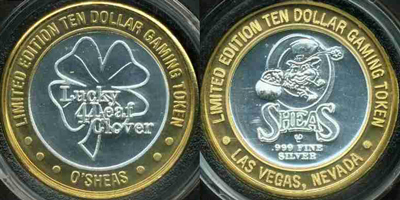 LIMITED EDITION TEN DOLLAR GAMING TOKEN
Lucky
4 Leaf
Clover
O'SHEAS
LIMITED EDITION TEN DOLLAR GAMING TOKEN
O'SHEAS
.999 FINE
SILVER
LAS VEGAS, NEVADA